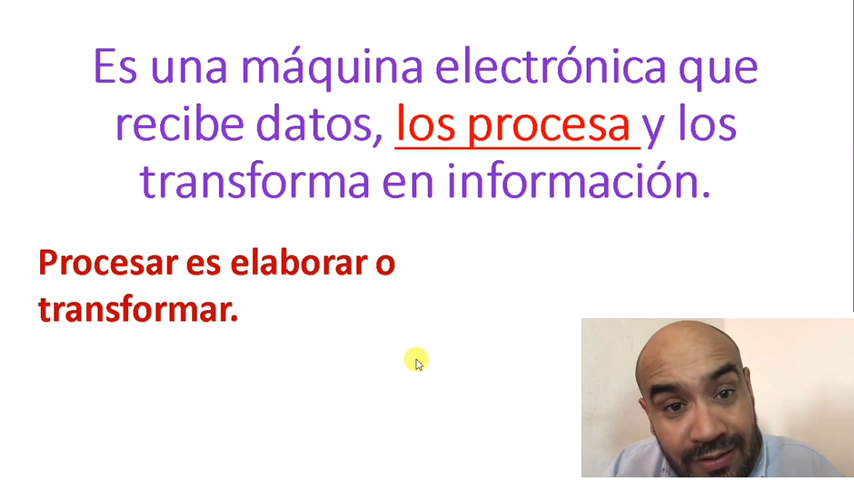 Es una máquina electrónica que
recibe datos, los procesa y los
transforma en información.
Procesar es elaborar o
transformar.